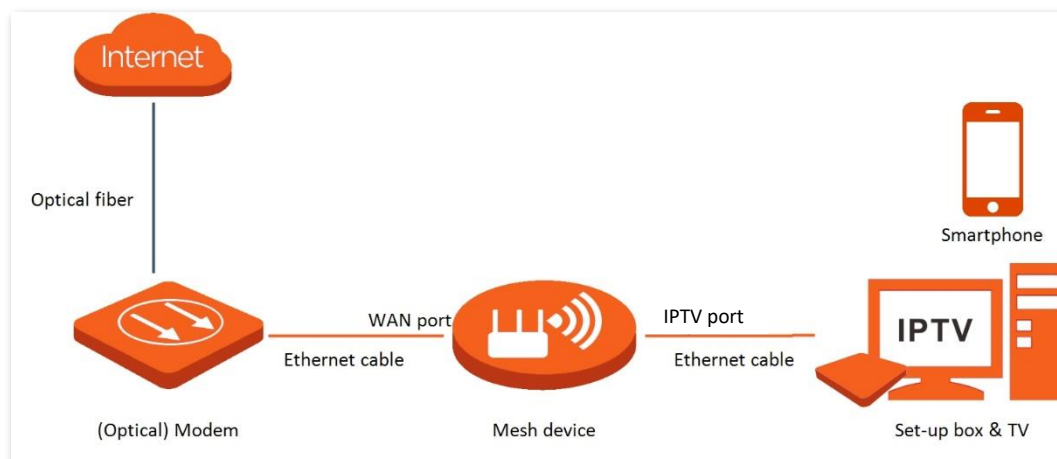 Internet
Optical fiber
Smartphone
WAN port
IPTV port
IPTV
Ethernet cable
Ethernet cable
(Optical) Modem
Mesh device
Set-up box & TV